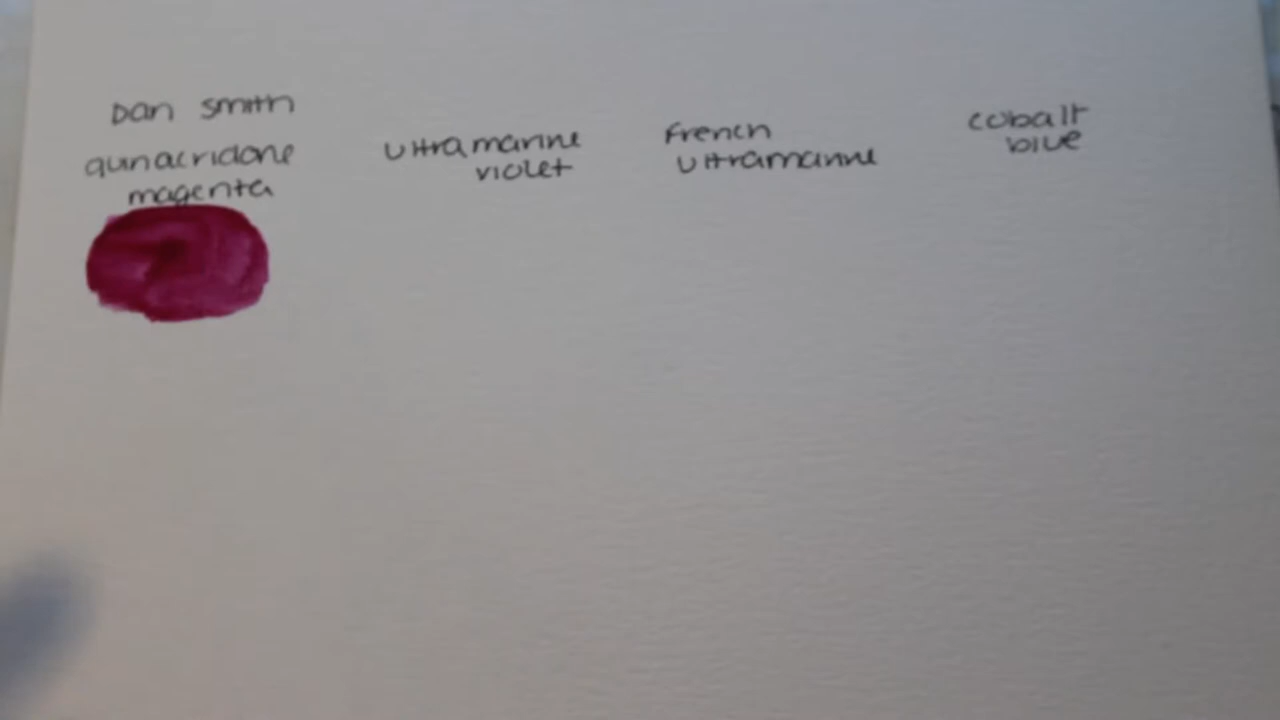 Dan Smith
quinacridone
magenta
ultramarine
violet
French
ultramarine
cobalt
blue